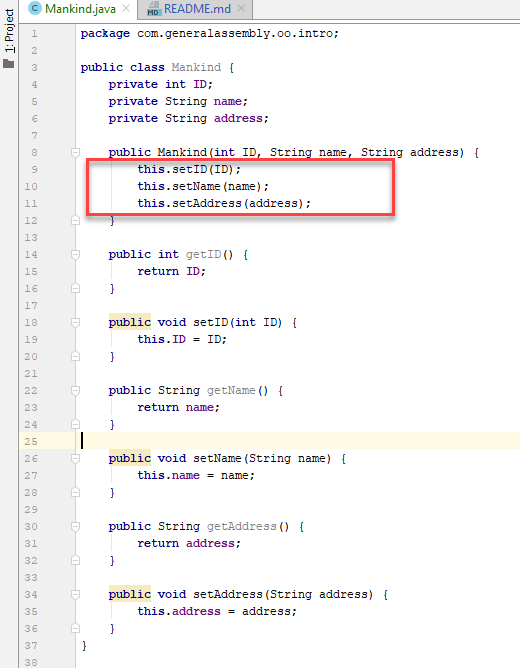 Mankind.java README.md
1: Project
1 package com.generalassembly.oo.intro;
2
3 public class Mankind {
4 private int ID;
5 private String name;
6 private String address;
7
8 public Mankind(int ID, String name, String address) {
9 this.setID(ID);
10 this.setName(name);
11 this.setAddress(address);
12 }
13
14 public int getID() {
15 return ID;
16 }
17
18 public void setID(int ID) {
19 this.ID = ID;
20 }
21
22 public String getName() {
23 return name;
24 }
25
26 public void setName(String name) {
27 this.name = name;
28 }
29
30 public String getAddress() {
31 return address;
32 }
33
34 public void setAddress(String address) {
35 this.address = address;
36 }
37 }
38